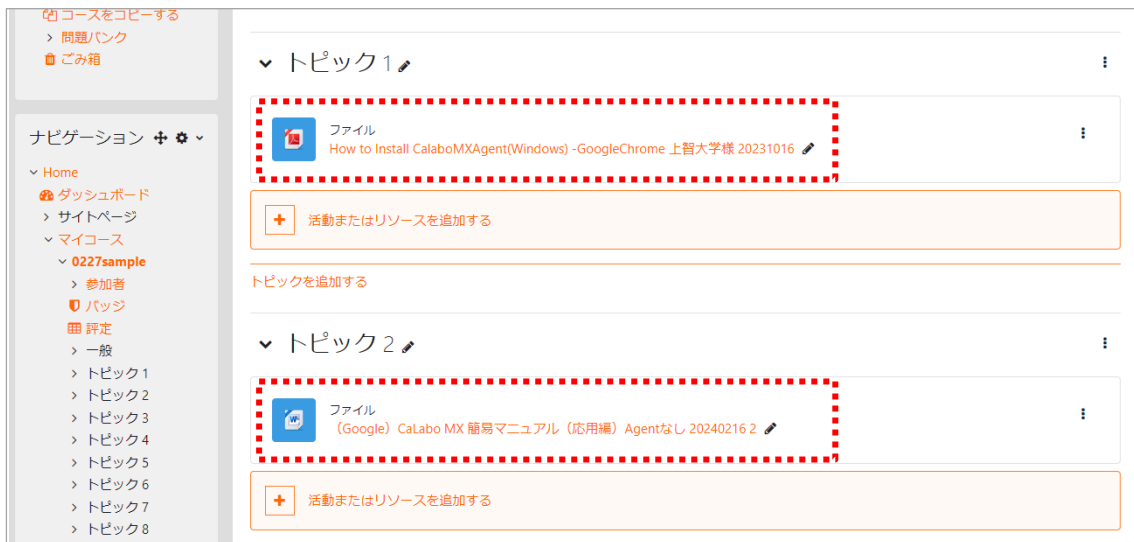 コースをコピーする
問題バンク
ごみ箱
ナビゲーション
Home
ダッシュボード
サイトページ
マイコース
0227sample
参加者
バッジ
評定
一般
トピック 1
トピック 2
トピック 3
トピック 4
トピック 5
トピック 6
トピック 7
トピック 8
トピック 1
ファイル
How to Install CalaboMXAgent(Windows) -GoogleChrome 上智大学様 20231016
活動またはリソースを追加する
トピックを追加する
トピック 2
ファイル
（Google）CaLabo MX 簡易マニュアル（応用編）Agentなし 20240216 2
活動またはリソースを追加する